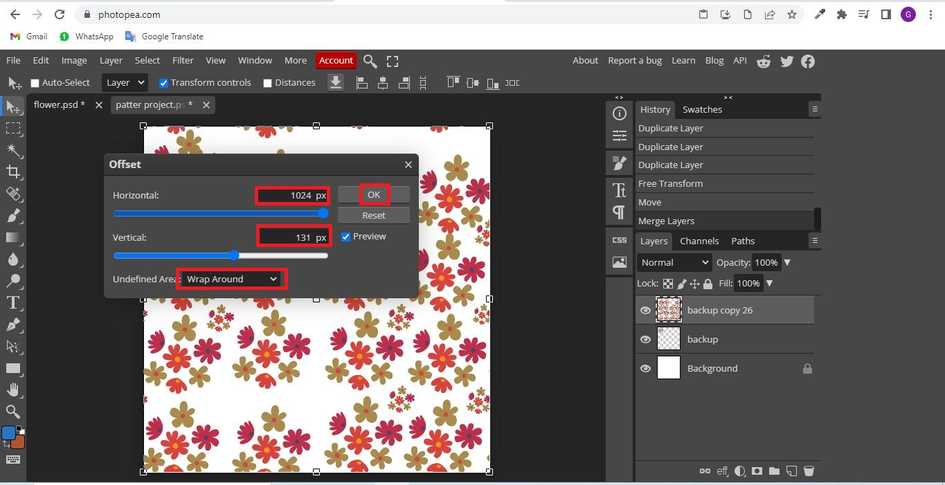 photopea.com
G
Gmail WhatsApp Google Translate
File Edit Image Layer Select Filter View Window More Account About Report a bug Learn Blog API
Auto-Select Layer Transform controls Distances
flower.psd * patter project.ps *
Offset
Horizontal: 1024 px OK
Reset
Vertical: 131 px Preview
Undefined Area: Wrap Around
History Swatches
Duplicate Layer
Duplicate Layer
Duplicate Layer
Free Transform
Move
Merge Layers
CSS
Layers Channels Paths
Normal Opacity: 100%
Lock: Fill: 100%
backup copy 26
backup
Background
eff